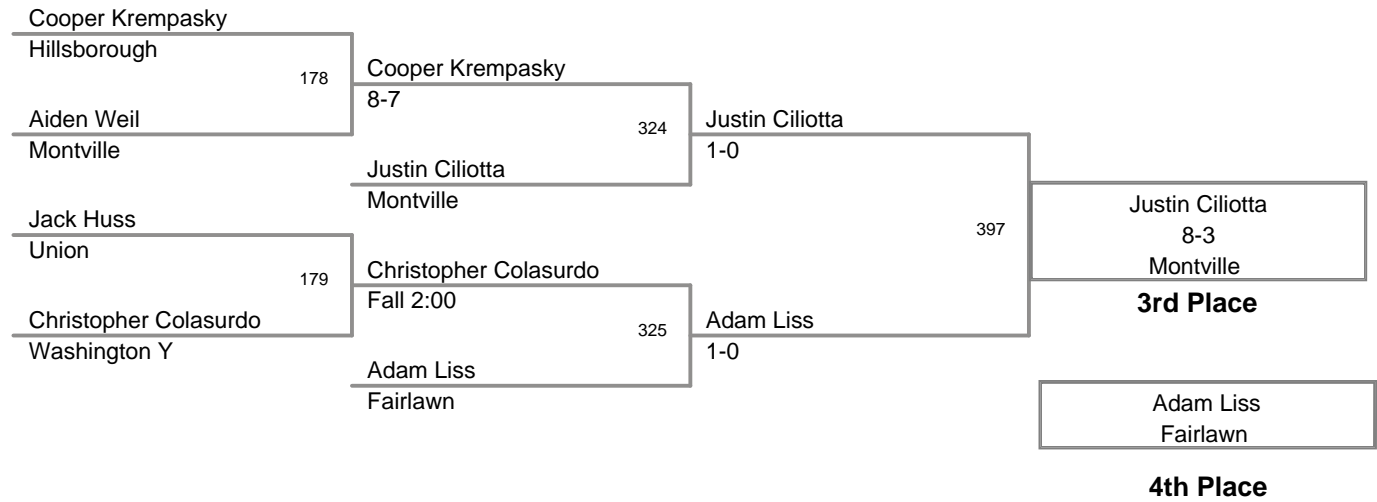 Cooper Krempasky
Hillsborough
178
Cooper Krempasky
8-7
Aiden Weil
Montville
324
Justin Ciliotta
1-0
Justin Ciliotta
Montville
Jack Huss
Union
397
Justin Ciliotta
8-3
Montville
3rd Place
179
Christopher Colasurdo
Fall 2:00
Christopher Colasurdo
Washington Y
325
Adam Liss
1-0
Adam Liss
Fairlawn
Adam Liss
Fairlawn
4th Place